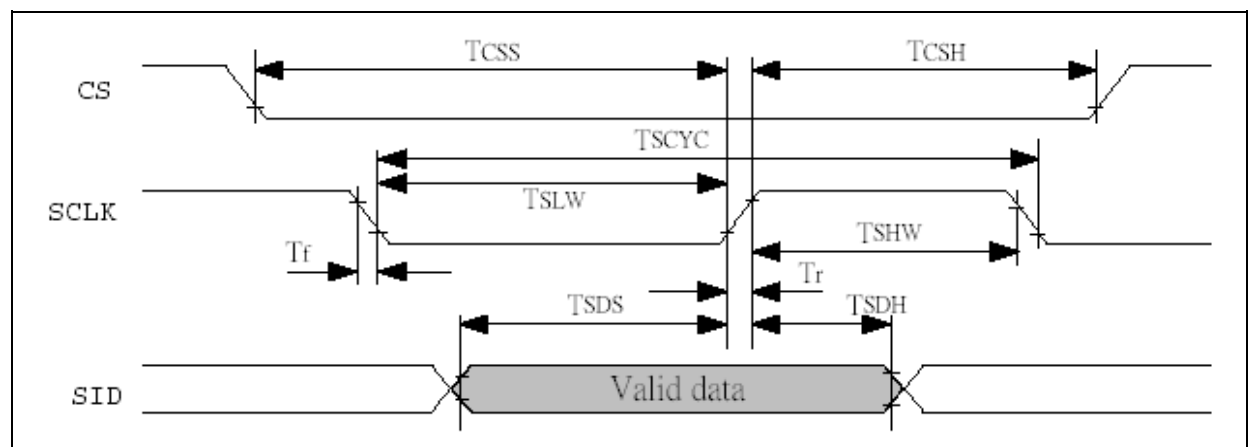 TCSS
TCSH
CS
TSCYC
TSLW
SCLK
TSHW
Tf
Tr
TSDS
TSDH
SID
Valid data